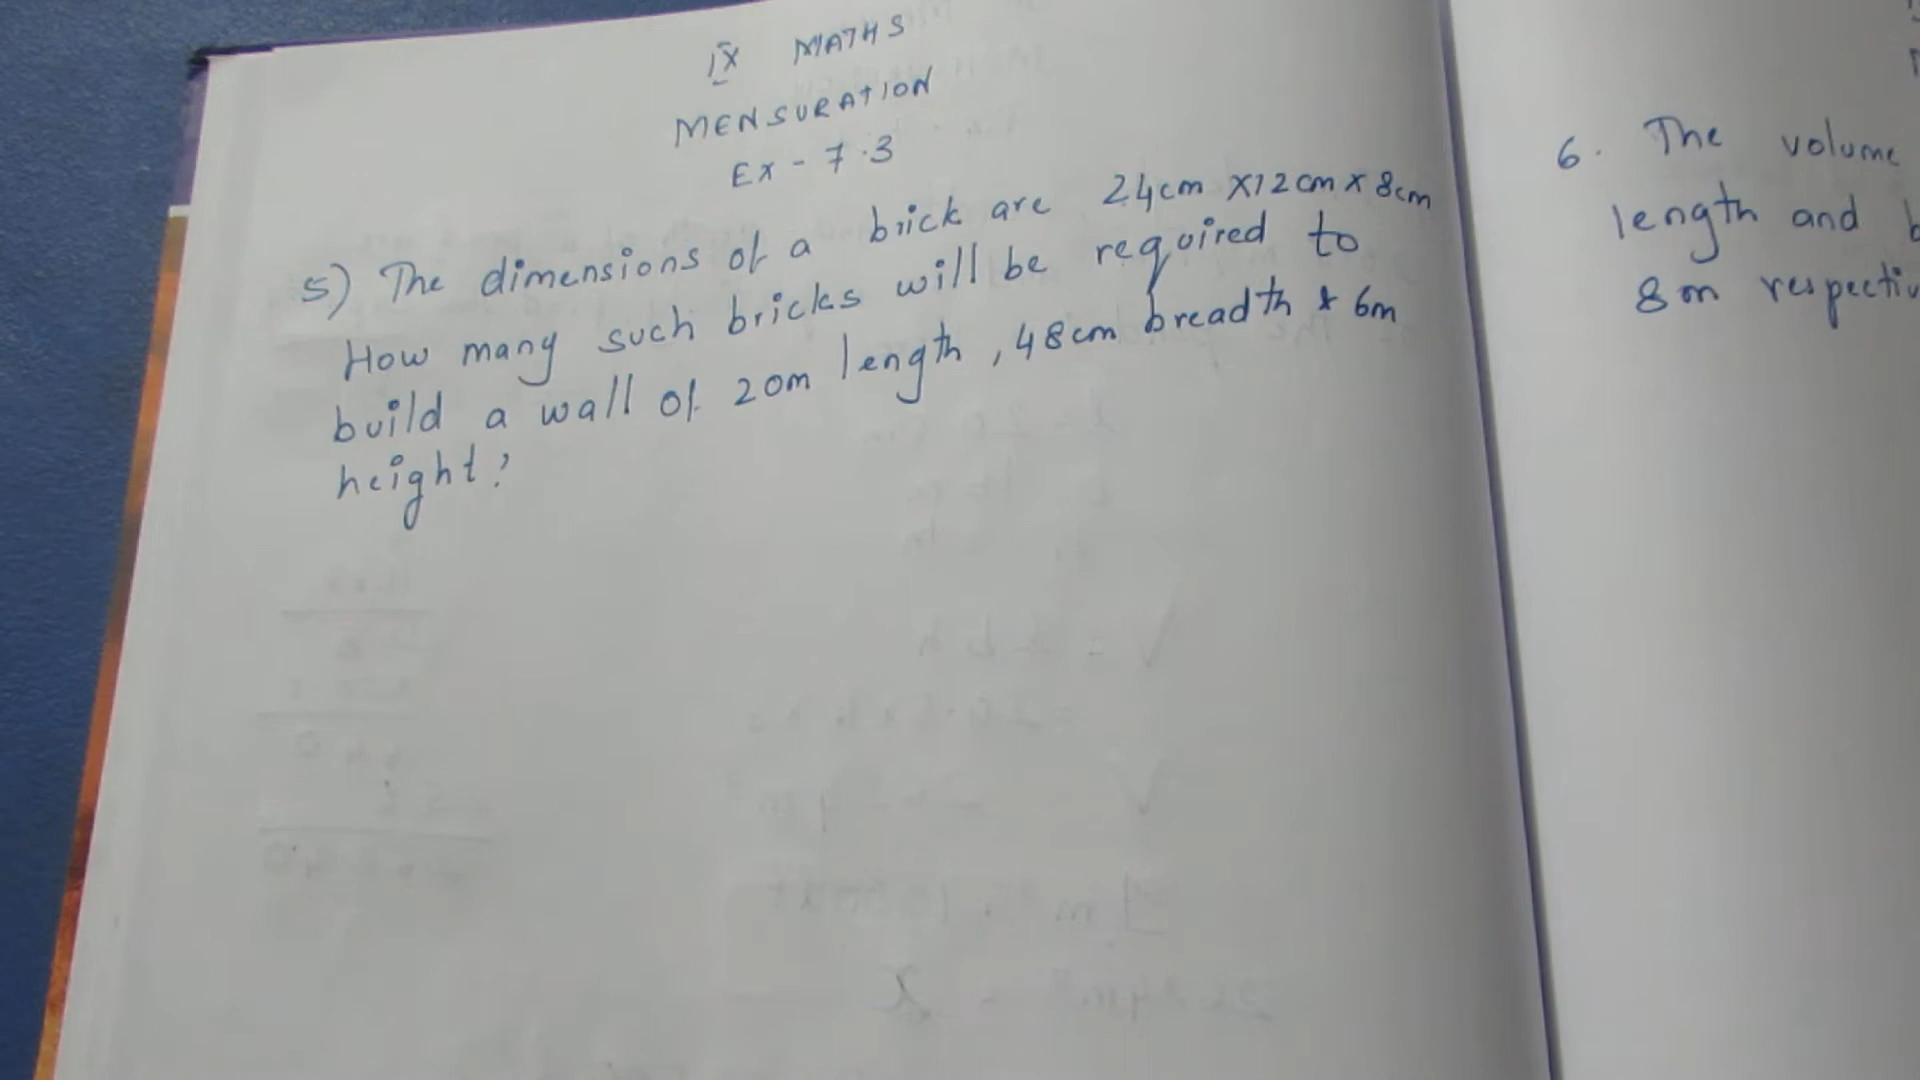 IX MATHS
MENSURATION
Ex - 7.3
5) The dimensions of a brick are 24cm x12cm x 8cm
How many such bricks will be required to
build a wall of 20m length, 48cm breadth & 6m
height?
6. The volume
length and b
8m respectiv